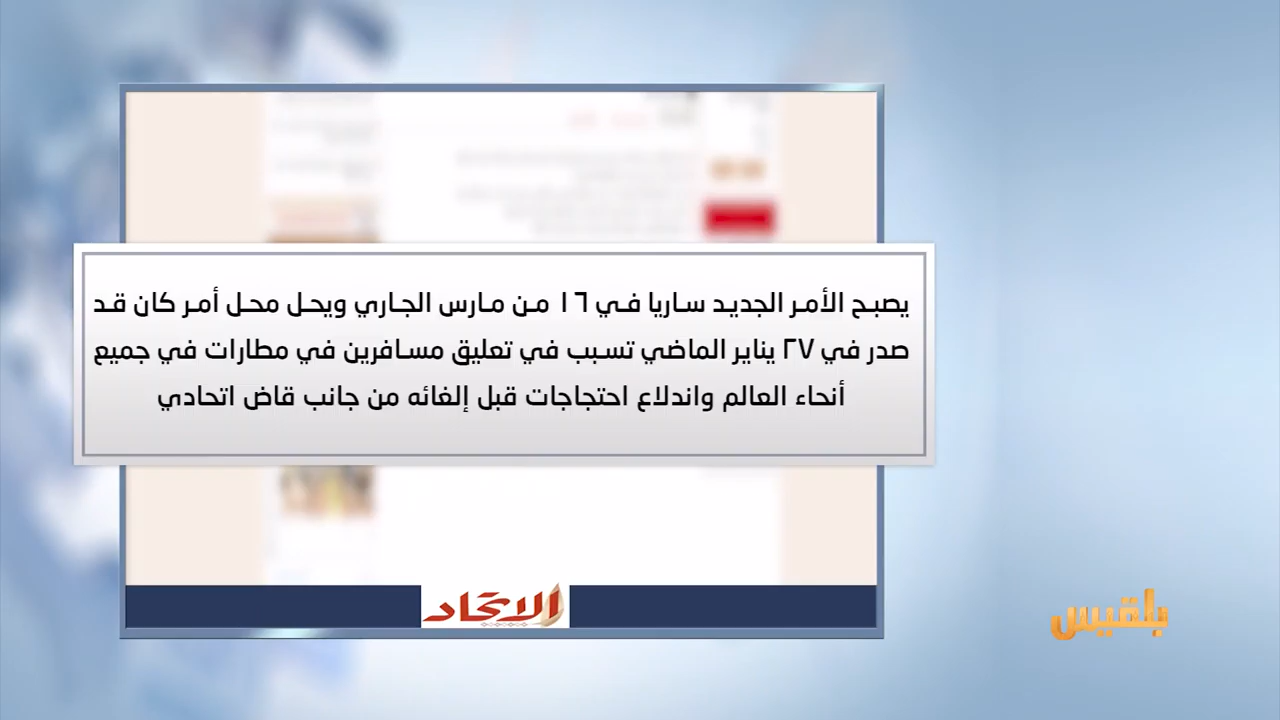 يصبح الأمر الجديد ساريا في ١٦ من مارس الجاري ويحل محل أمر كان قد
صدر في ٢٧ يناير الماضي تسبب في تعليق مسافرين في مطارات في جميع
أنحاء العالم واندلاع احتجاجات قبل إلغائه من جانب قاض اتحادي
الاتحاد
بلقيس